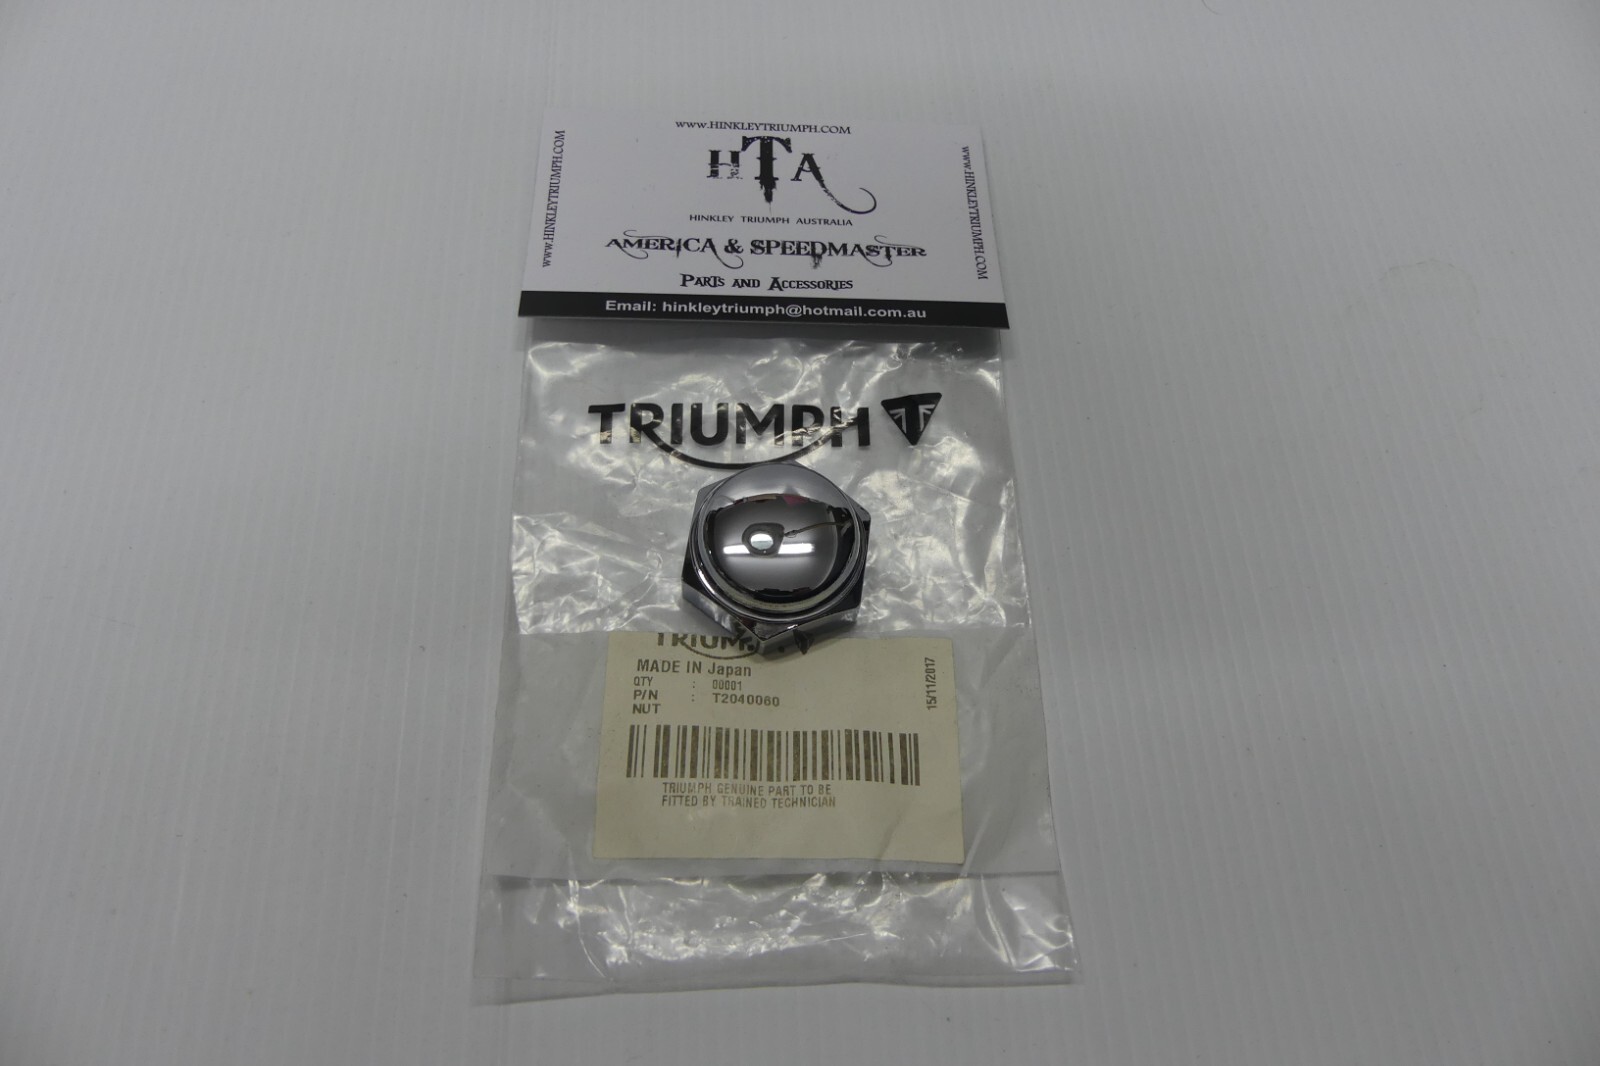 www.HINKLEYTRIUMPH.COM
www.HINKLEYTRIUMPH.COM
www.HINKLEYTRIUMPH.COM
HTA
HINKLEY TRIUMPH AUSTRALIA
AMERICA & SPEEDMASTER
PARTS AND ACCESSORIES
Email: hinkleytriumph@hotmail.com.au
TRIUMPH
TRIUMPH
MADE IN Japan
QTY : 00001
P/N : T2040060
NUT
15/11/2017
TRIUMPH GENUINE PART TO BE
FITTED BY TRAINED TECHNICIAN